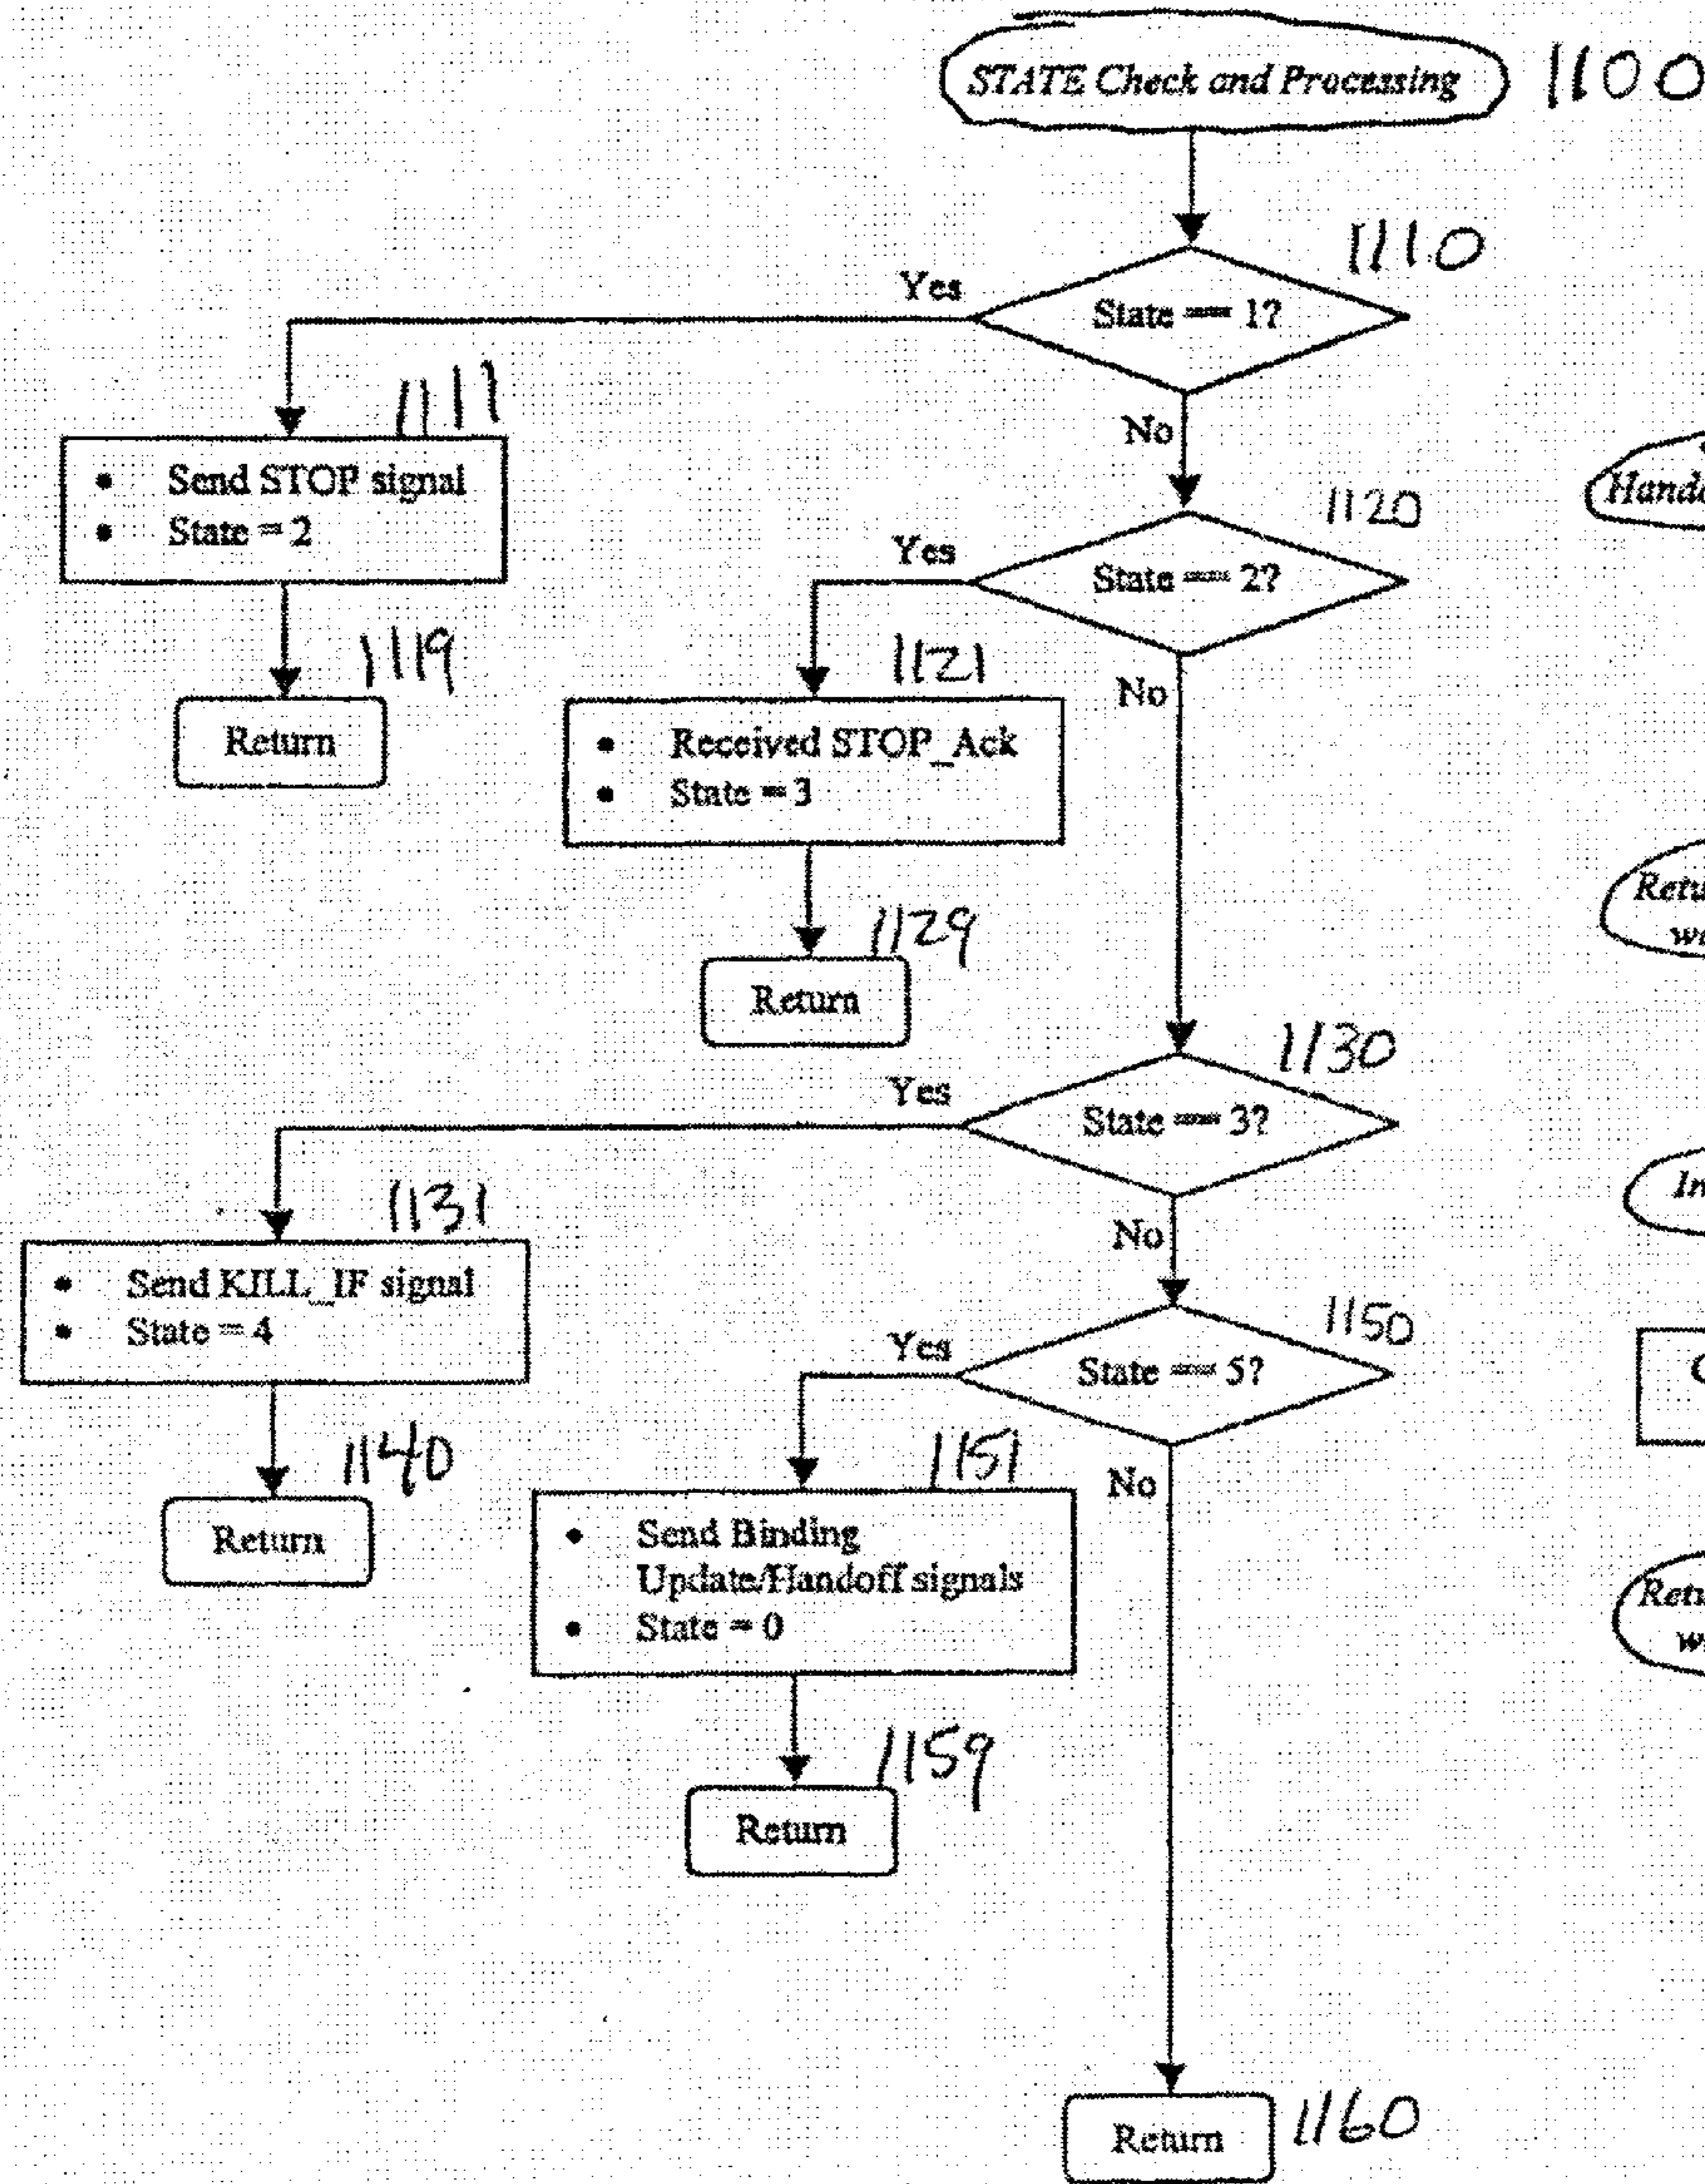 STATE Check and Processing 1100
1110
Yes
State == 1?
1111
No
Send STOP signal
State = 2
1120
Yes
State == 2?
1119
Return
1121
No
Received STOP_Ack
State = 3
1129
Return
1130
Yes
State == 3?
1131
No
Send KILL_IF signal
State = 4
1150
Yes
State == 5?
1140
Return
1151
No
Send Binding
Update/Handoff signals
State = 0
1159
Return
Return 1160